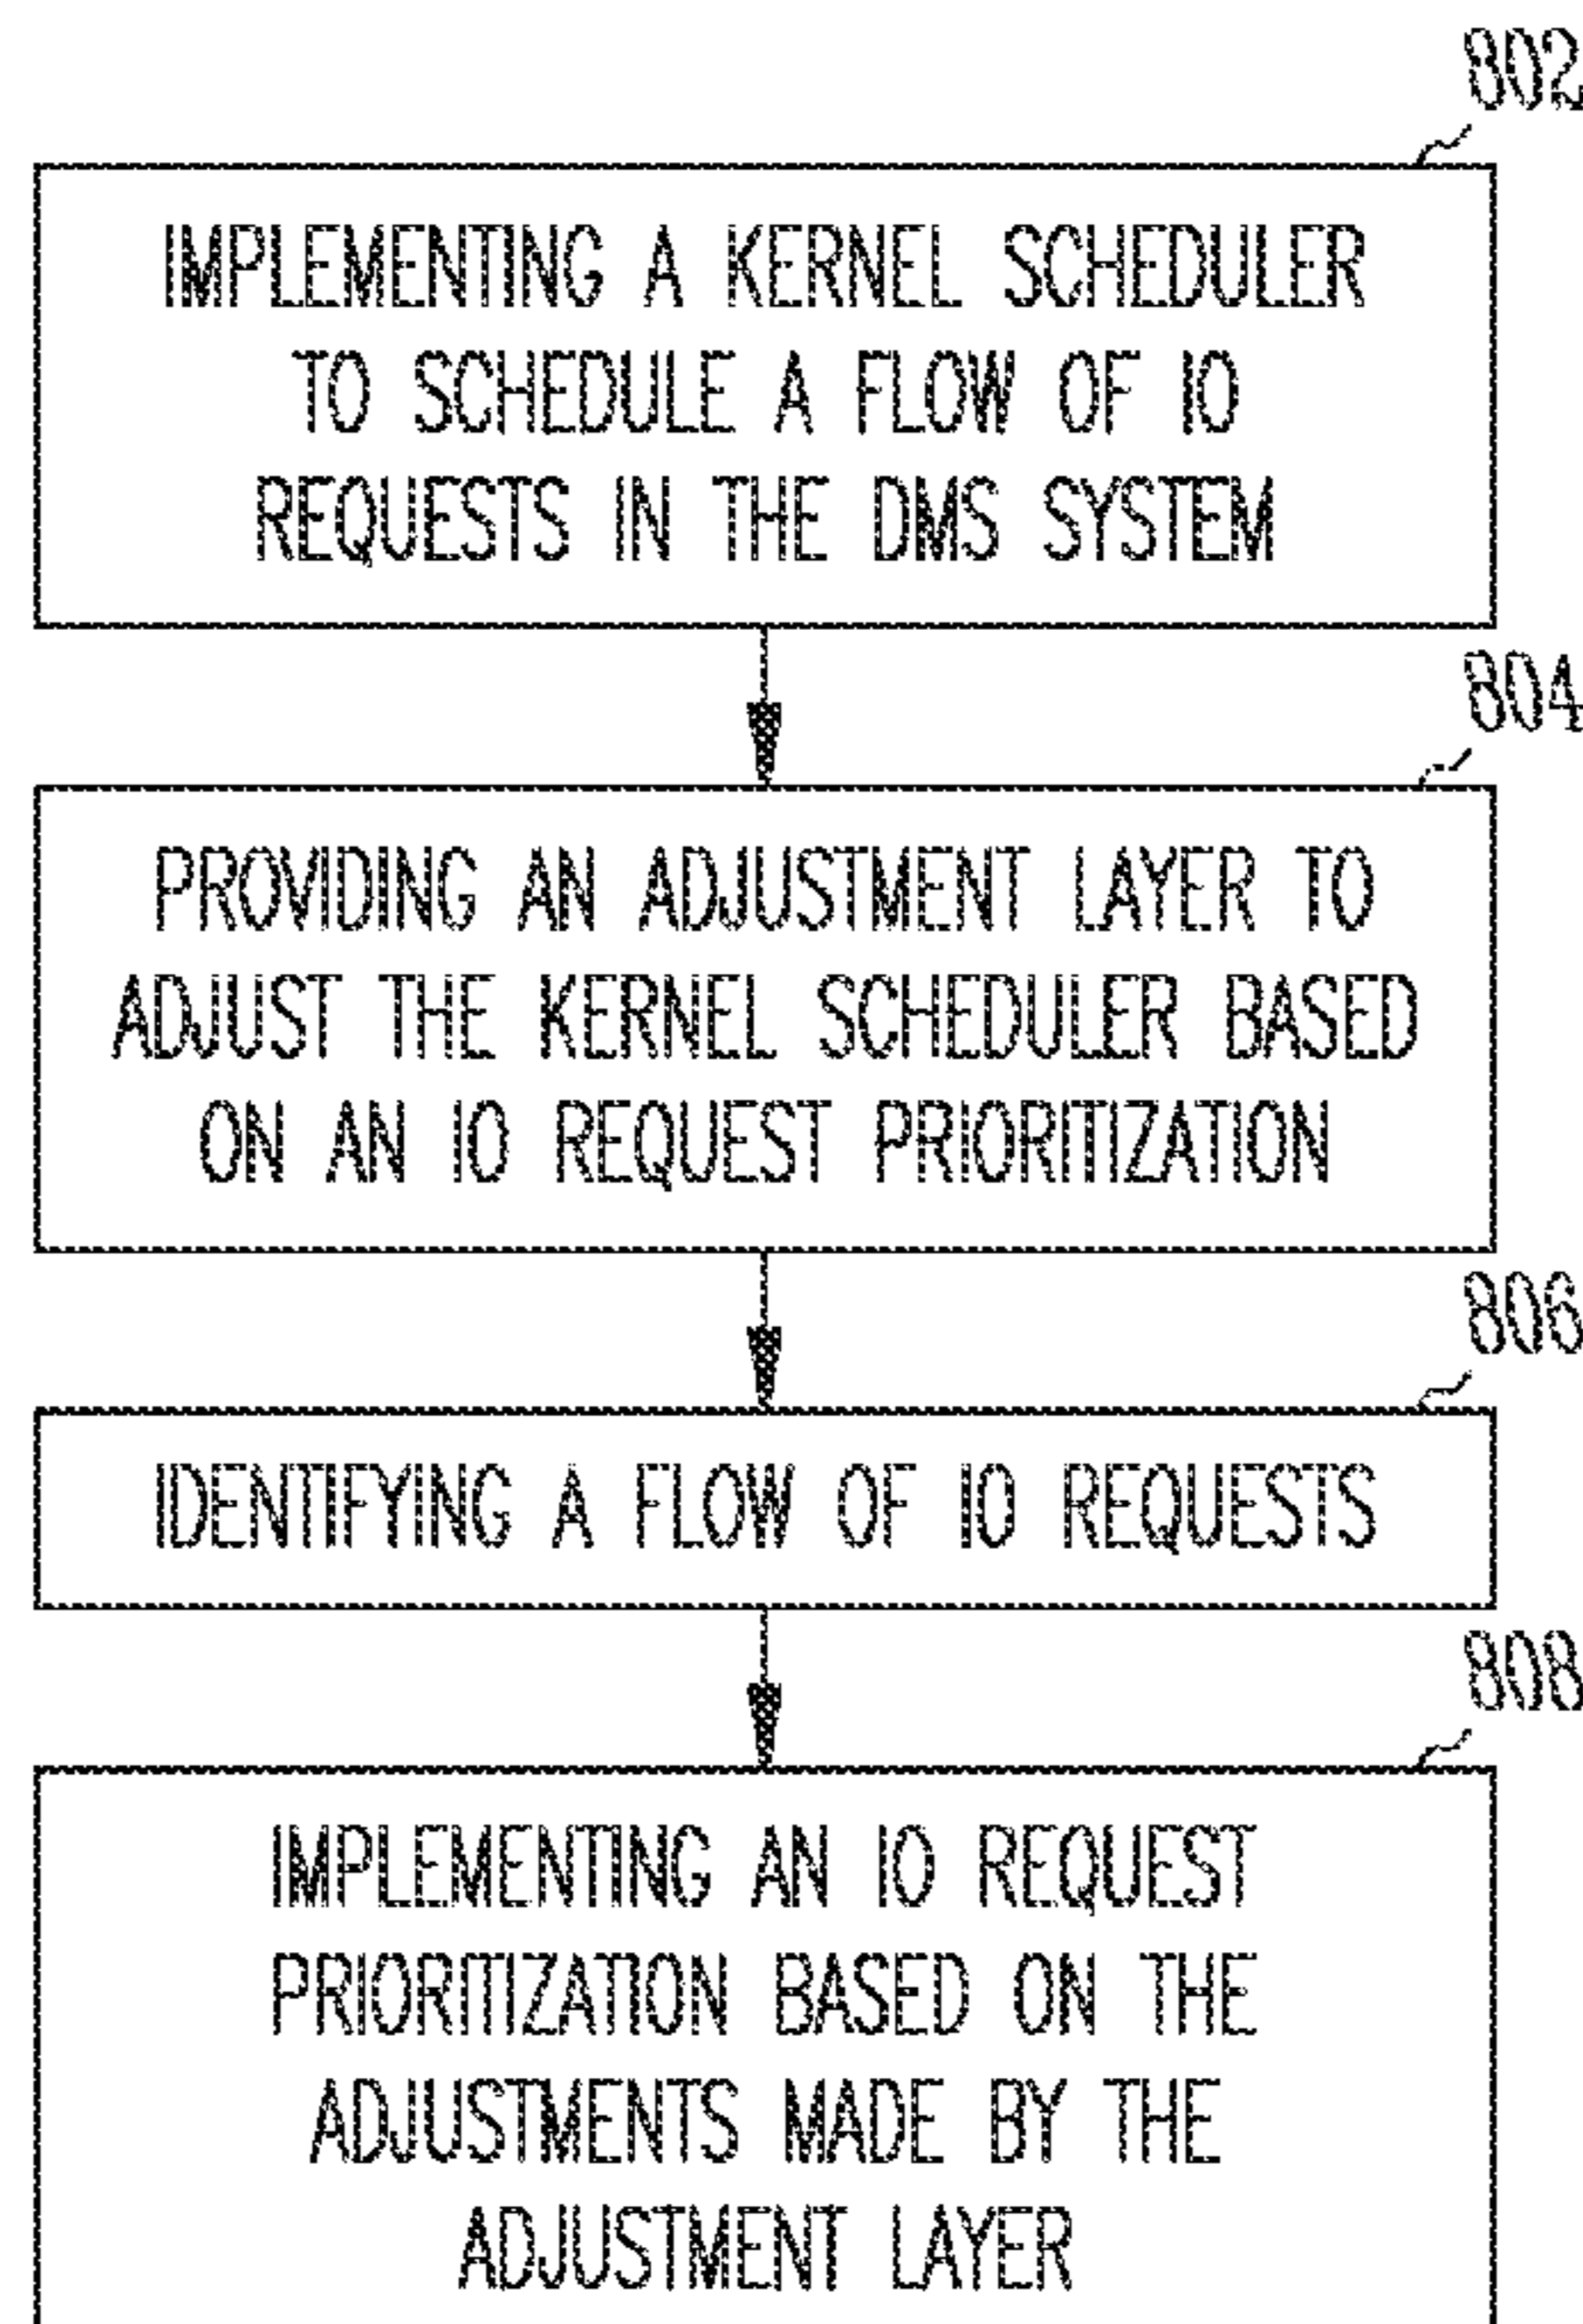 802
IMPLEMENTING A KERNEL SCHEDULER
TO SCHEDULE A FLOW OF IO
REQUESTS IN THE DMS SYSTEM
804
PROVIDING AN ADJUSTMENT LAYER TO
ADJUST THE KERNEL SCHEDULER BASED
ON AN IO REQUEST PRIORITIZATION
806
IDENTIFYING A FLOW OF IO REQUESTS
808
IMPLEMENTING AN IO REQUEST
PRIORITIZATION BASED ON THE
ADJUSTMENTS MADE BY THE
ADJUSTMENT LAYER